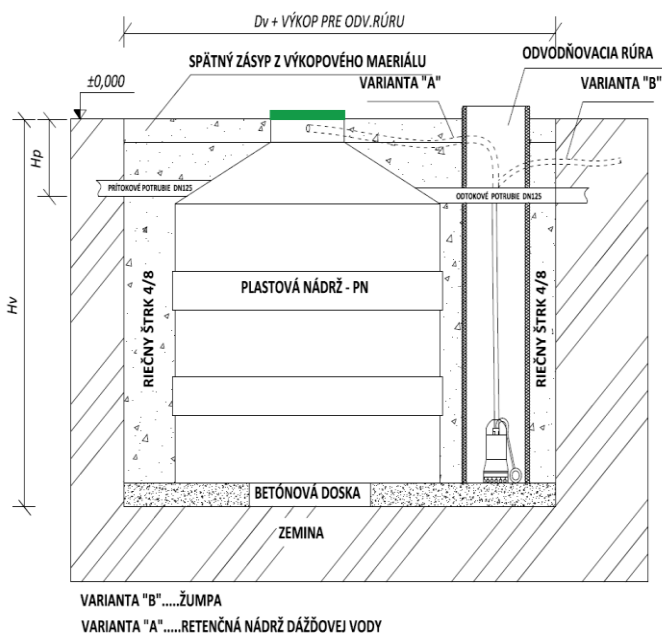 Dv + VÝKOP PRE ODV.RÚRU
SPÄTNÝ ZÁSYP Z VÝKOPOVÉHO MAERIÁLU
ODVODŇOVACIA RÚRA
±0,000
VARIANTA "A"
VARIANTA "B"
Hp
PRÍTOKOVÉ POTRUBIE DN125
ODTOKOVÉ POTRUBIE DN125
Hv
PLASTOVÁ NÁDRŽ - PN
RIEČNY ŠTRK 4/8
RIEČNY ŠTRK 4/8
BETÓNOVÁ DOSKA
ZEMINA
VARIANTA "B".....ŽUMPA
VARIANTA "A".....RETENČNÁ NÁDRŽ DÁŽĎOVEJ VODY